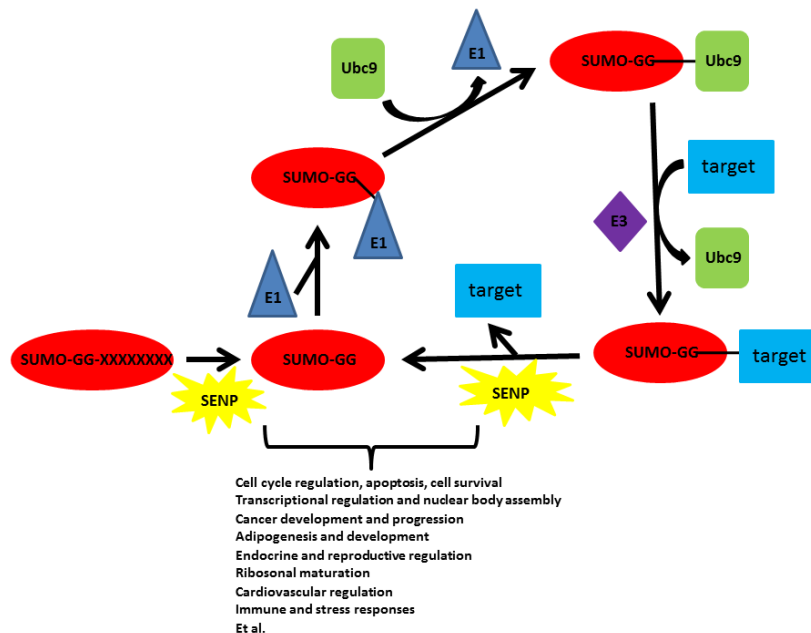 E1
Ubc9
SUMO-GG
Ubc9
SUMO-GG
target
E3
E1
Ubc9
E1
target
SUMO-GG-XXXXXXXX
SUMO-GG
SUMO-GG
target
SENP
SENP
Cell cycle regulation, apoptosis, cell survival
Transcriptional regulation and nuclear body assembly
Cancer development and progression
Adipogenesis and development
Endocrine and reproductive regulation
Ribosonal maturation
Cardiovascular regulation
Immune and stress responses
Et al.